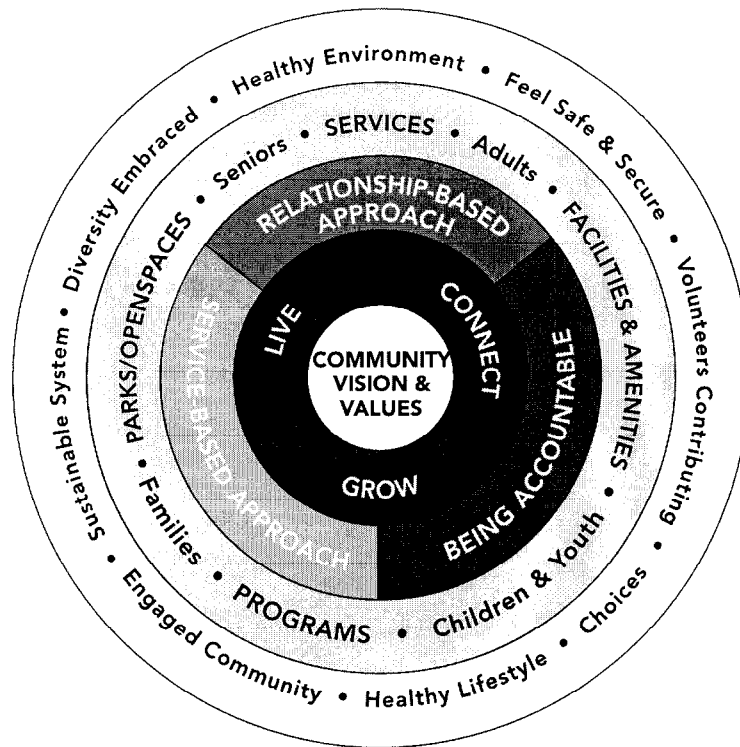 Healthy Environment • Feel Safe & Secure • Volunteers Contributing • Choices • Healthy Lifestyle • Engaged Community • Sustainable System • Diversity Embraced •
SERVICES • Adults • FACILITIES & AMENITIES • Children & Youth • PROGRAMS • Families • PARKS/OPENSPACES • Seniors •
RELATIONSHIP-BASED
APPROACH
BEING ACCOUNTABLE
SERVICE-BASED APPROACH
LIVE
CONNECT
GROW
COMMUNITY
VISION &
VALUES